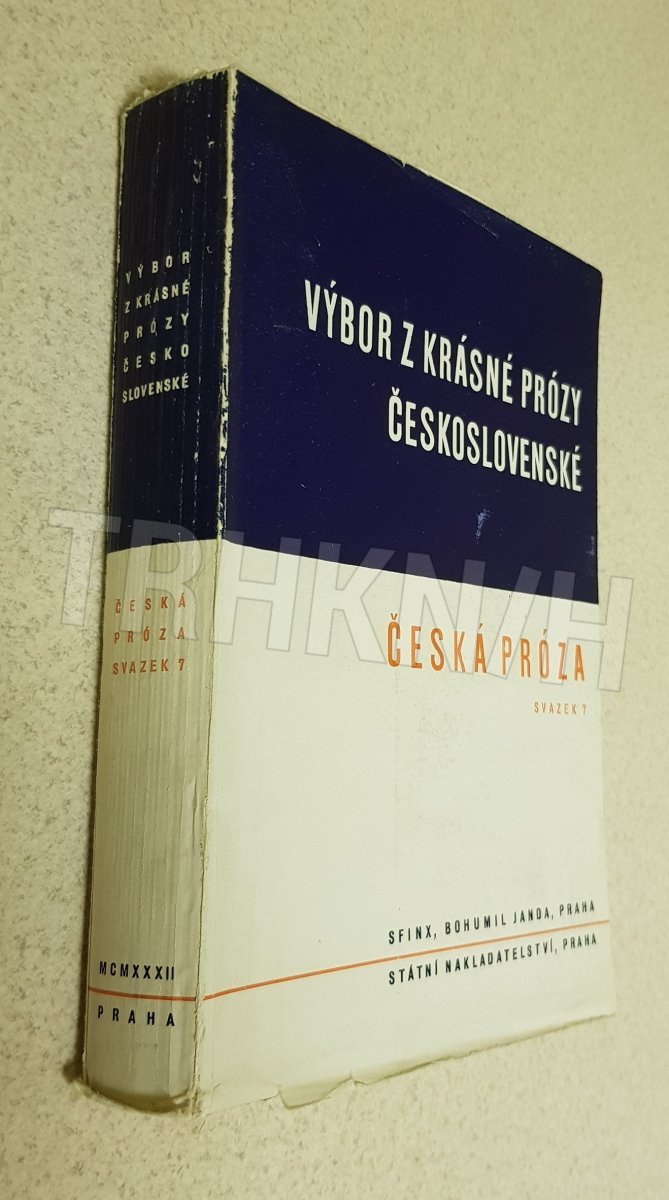 VÝBOR
Z KRÁSNÉ
PRÓZY
ČESKO
SLOVENSKÉ
ČESKÁ
PRÓZA
SVAZEK 7
MCMXXXII
PRAHA
VÝBOR Z KRÁSNÉ PRÓZY
ČESKOSLOVENSKÉ
ČESKÁ PRÓZA
SVAZEK 7
SFINX, BOHUMIL JANDA, PRAHA
STÁTNÍ NAKLADATELSTVÍ, PRAHA
TRHKNIH